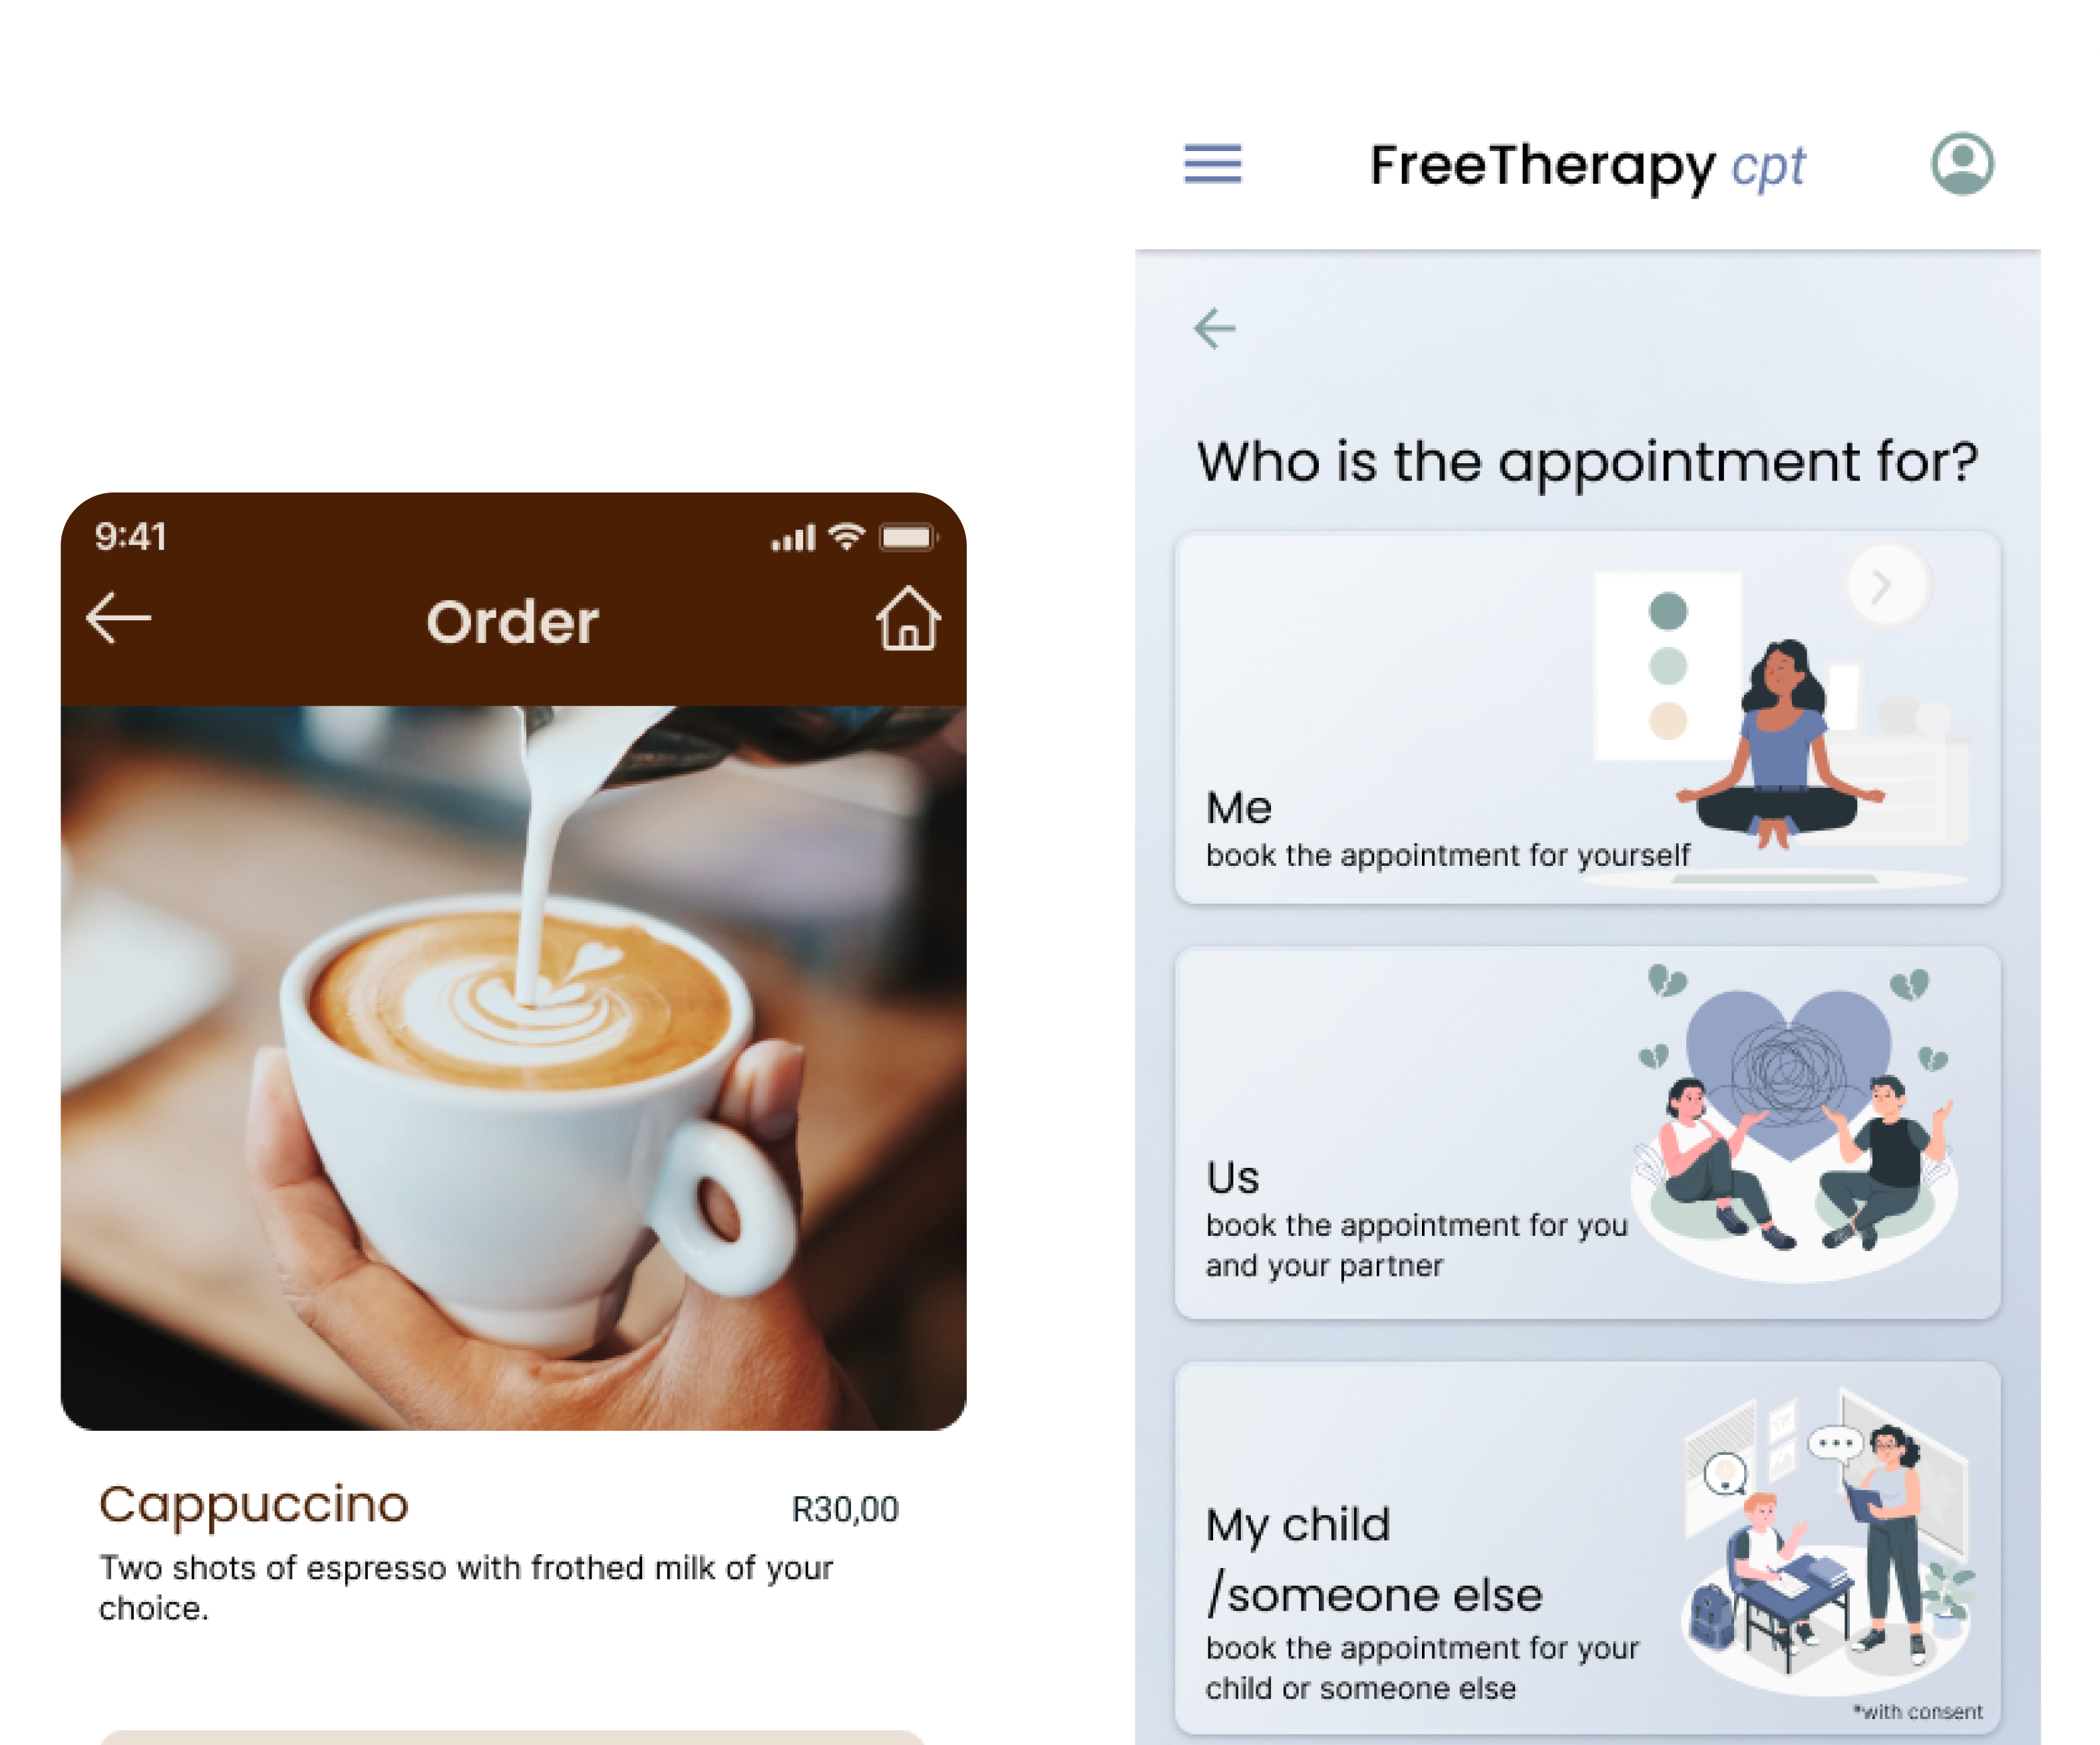 9:41
Order
Cappuccino
R30,00
Two shots of espresso with frothed milk of your
choice.
FreeTherapy cpt
Who is the appointment for?
Me
book the appointment for yourself
Us
book the appointment for you
and your partner
My child
/someone else
book the appointment for your
child or someone else
*with consent